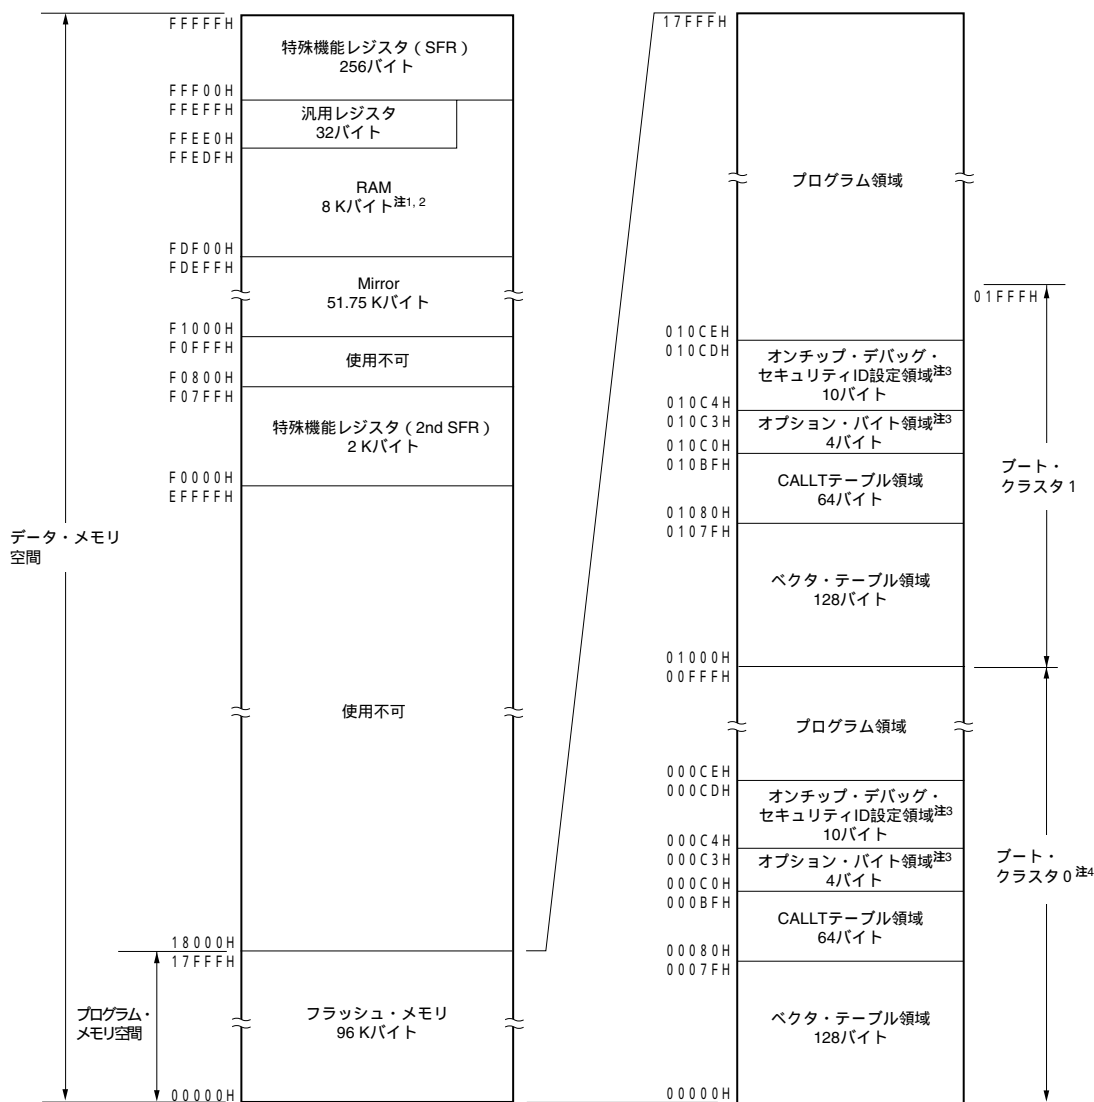 FFFFFH
特殊機能レジスタ（SFR）
256バイト
FFF00H
FFEFFH
汎用レジスタ
32バイト
FFEE0H
FFEDFH
RAM
8 Kバイト注1, 2
FDF00H
FDEFFH
Mirror
51.75 Kバイト
F1000H
F0FFFH
使用不可
F0800H
F07FFH
特殊機能レジスタ（2nd SFR）
2 Kバイト
F0000H
EFFFFH
データ・メモリ
空間
使用不可
18000H
17FFFH
プログラム・
メモリ空間
フラッシュ・メモリ
96 Kバイト
00000H
17FFFH
プログラム領域
01FFFH
010CEH
010CDH
オンチップ・デバッグ・
セキュリティID設定領域注3
10バイト
010C4H
010C3H
オプション・バイト領域注3
4バイト
010C0H
010BFH
CALLTテーブル領域
64バイト
ブート・
クラスタ1
01080H
0107FH
ベクタ・テーブル領域
128バイト
01000H
00FFFH
プログラム領域
000CEH
000CDH
オンチップ・デバッグ・
セキュリティID設定領域注3
10バイト
000C4H
000C3H
オプション・バイト領域注3
4バイト
ブート・
クラスタ0注4
000C0H
000BFH
CALLTテーブル領域
64バイト
00080H
0007FH
ベクタ・テーブル領域
128バイト
00000H